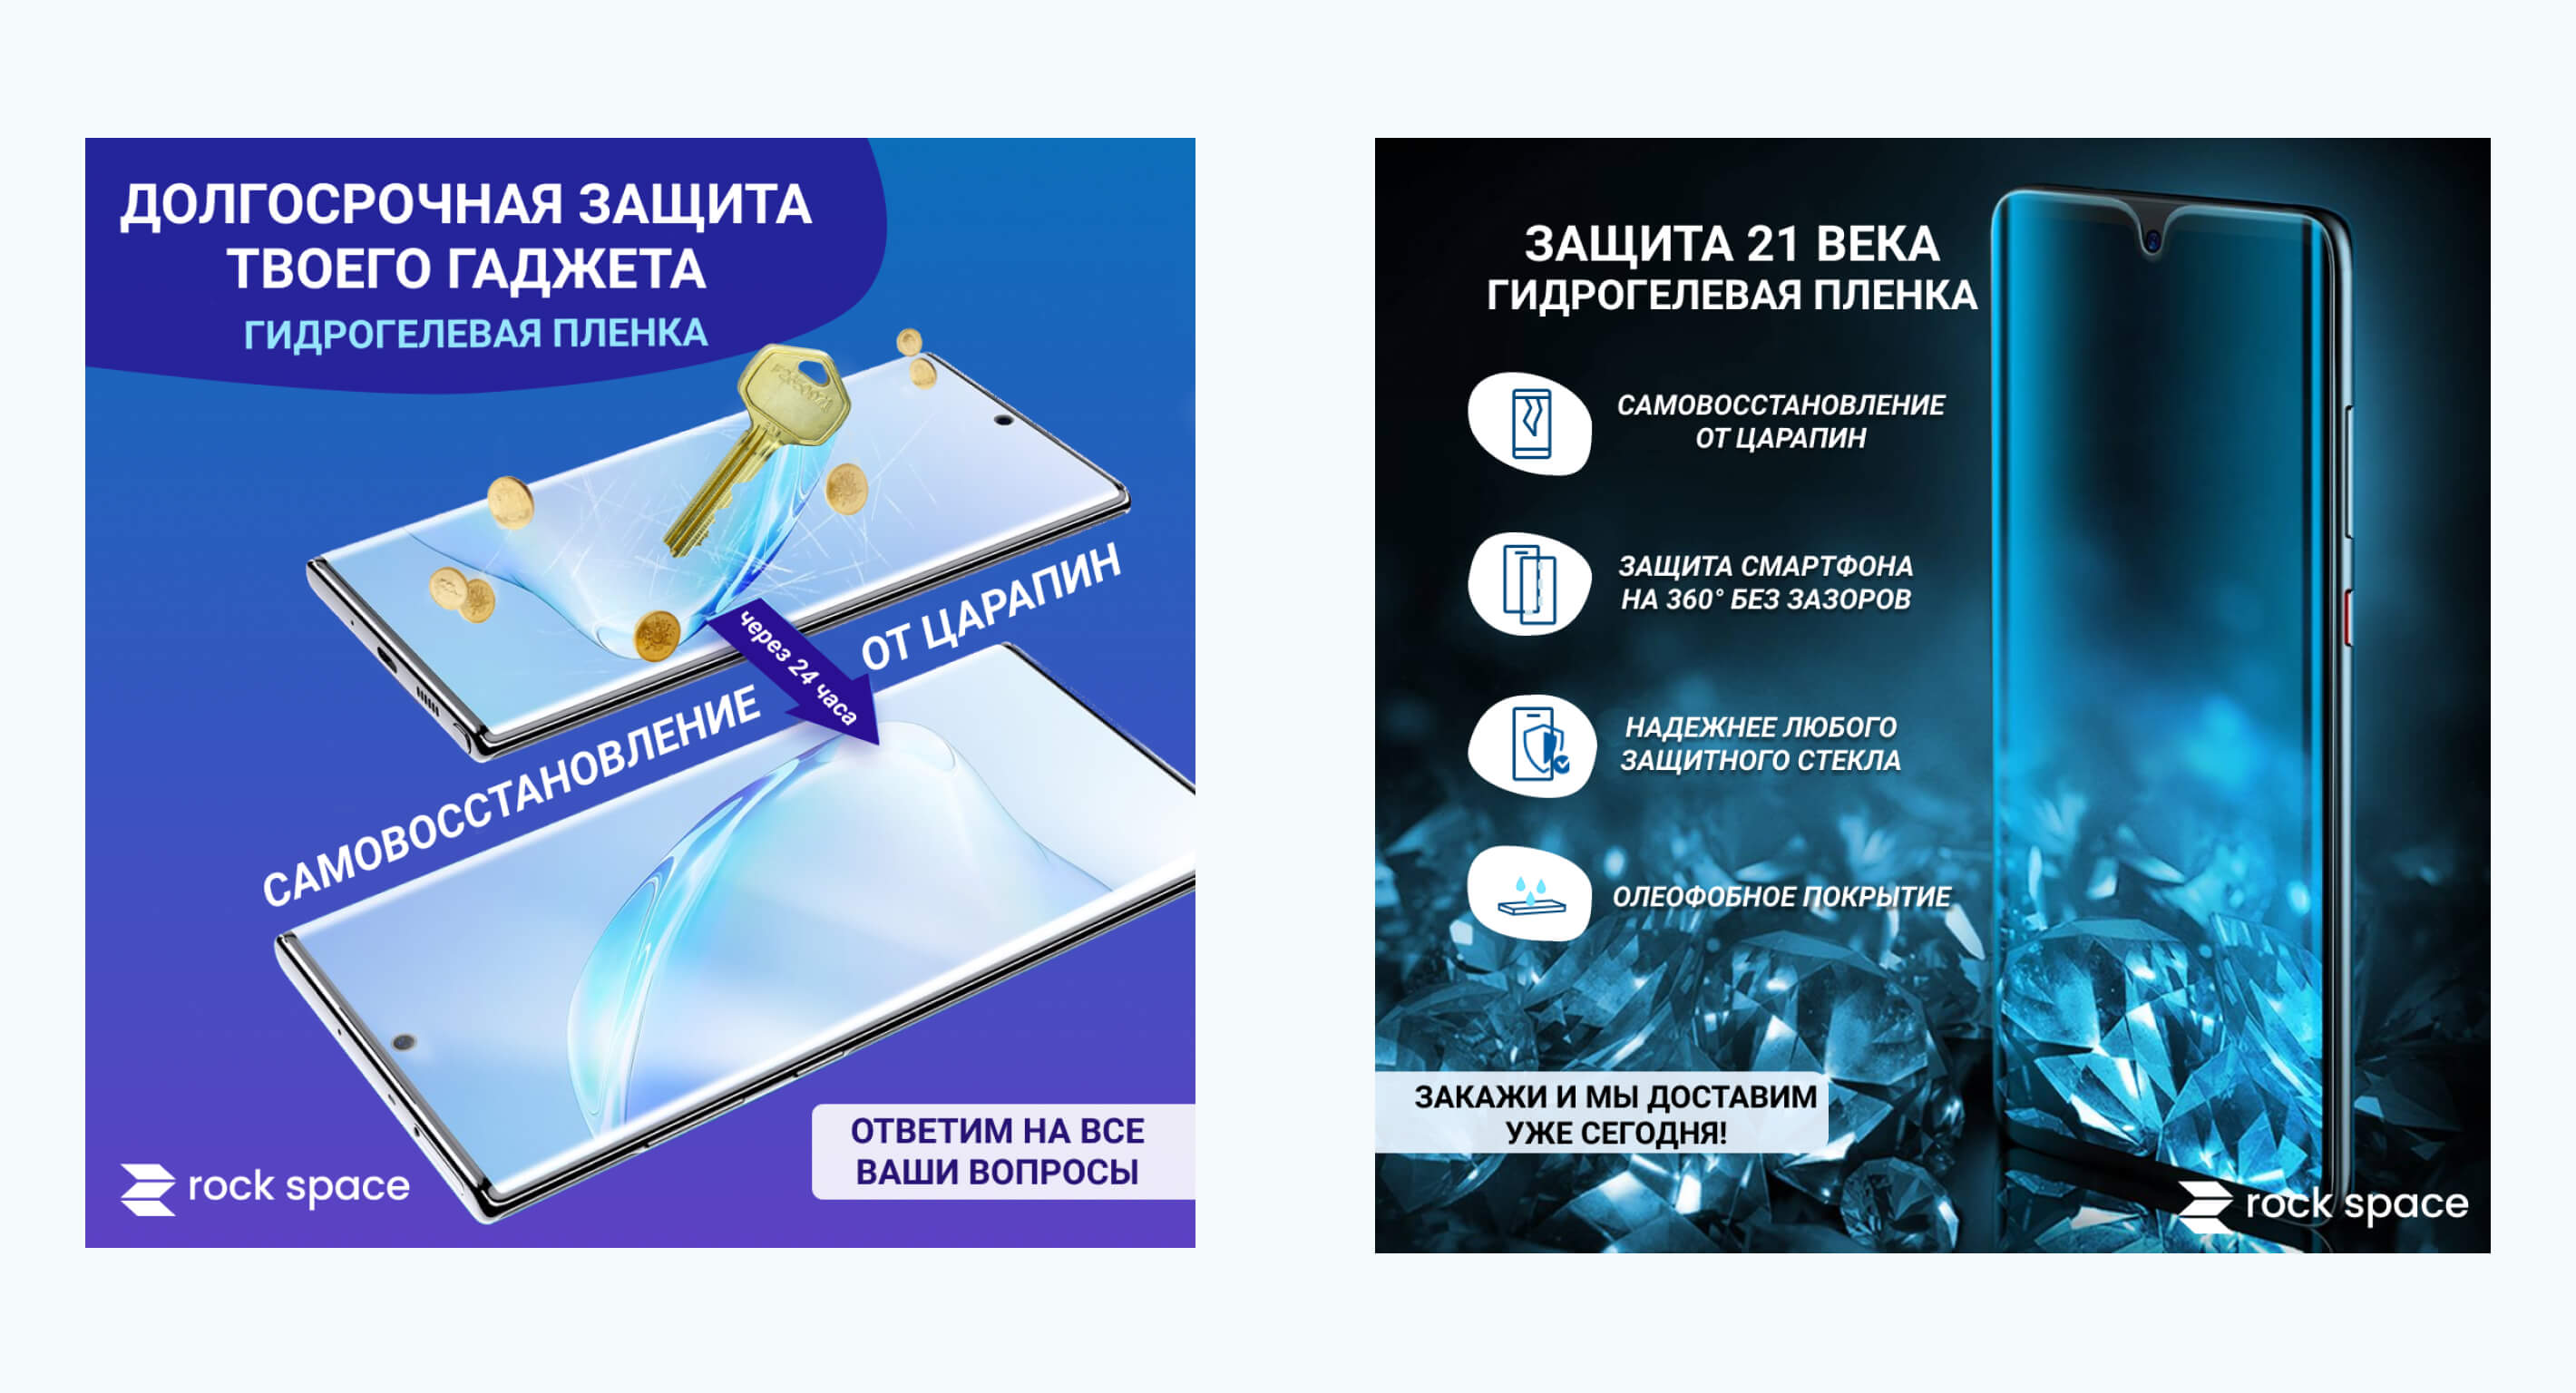 ДОЛГОСРОЧНАЯ ЗАЩИТА
ТВОЕГО ГАДЖЕТА
ГИДРОГЕЛЕВАЯ ПЛЕНКА
через 24 часа
САМОВОССТАНОВЛЕНИЕ ОТ ЦАРАПИН
ОТВЕТИМ НА ВСЕ
ВАШИ ВОПРОСЫ
rock space
ЗАЩИТА 21 ВЕКА
ГИДРОГЕЛЕВАЯ ПЛЕНКА
САМОВОССТАНОВЛЕНИЕ
ОТ ЦАРАПИН
ЗАЩИТА СМАРТФОНА
НА 360° БЕЗ ЗАЗОРОВ
НАДЕЖНЕЕ ЛЮБОГО
ЗАЩИТНОГО СТЕКЛА
ОЛЕОФОБНОЕ ПОКРЫТИЕ
ЗАКАЖИ И МЫ ДОСТАВИМ
УЖЕ СЕГОДНЯ!
rock space